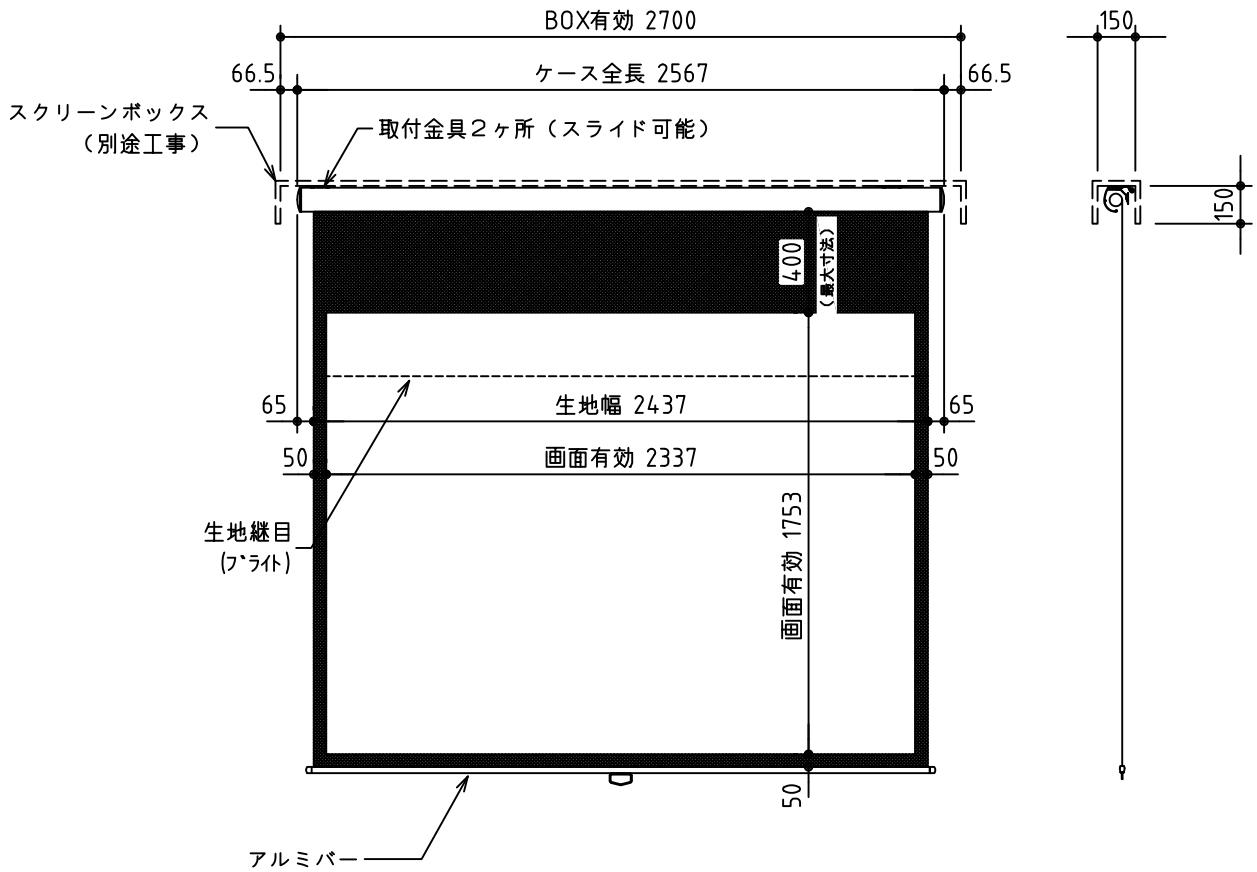 BOX有効 2700
150
66.5
ケース全長 2567
66.5
スクリーンボックス
（別途工事）
取付金具２ヶ所（スライド可能）
150
400
（最大寸法）
65
生地幅 2437
65
50
画面有効 2337
50
画面有効 1753
生地継目
(ﾌﾞﾗｲﾄ)
50
アルミバー